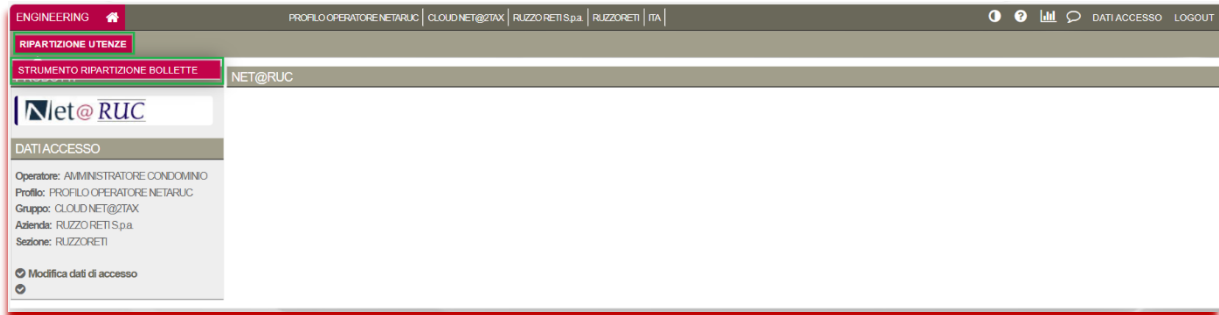 ENGINEERING PROFILO OPERATORE NETARUC CLOUD NET@2TAX RUZZO RETI S.p.a. RUZZORETI ITA DATI ACCESSO LOGOUT
RIPARTIZIONE UTENZE
STRUMENTO RIPARTIZIONE BOLLETTE
NET@RUC
Net@RUC
DATI ACCESSO
Operatore: AMMINISTRATORE CONDOMINIO
Profilo: PROFILO OPERATORE NETARUC
Gruppo: CLOUD NET@2TAX
Azienda: RUZZO RETI S.p.a.
Sezione: RUZZORETI
Modifica dati di accesso